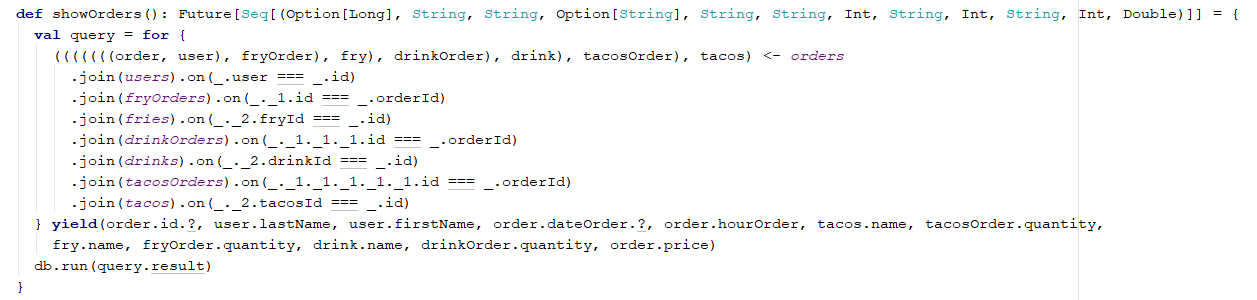 def showOrders(): Future[Seq[(Option[Long], String, String, Option[String], String, String, Int, String, Int, String, Int, Double)]] = {
  val query = for {
    (((((((order, user), fryOrder), fry), drinkOrder), drink), tacosOrder), tacos) <- orders
      .join(users).on(_.user === _.id)
      .join(fryOrders).on(_._1.id === _.orderId)
      .join(fries).on(_._2.fryId === _.id)
      .join(drinkOrders).on(_._1._1._1.id === _.orderId)
      .join(drinks).on(_._2.drinkId === _.id)
      .join(tacosOrders).on(_._1._1._1._1._1.id === _.orderId)
      .join(tacos).on(_._2.tacosId === _.id)
  } yield(order.id.?, user.lastName, user.firstName, order.dateOrder.?, order.hourOrder, tacos.name, tacosOrder.quantity,
    fry.name, fryOrder.quantity, drink.name, drinkOrder.quantity, order.price)
  db.run(query.result)
}